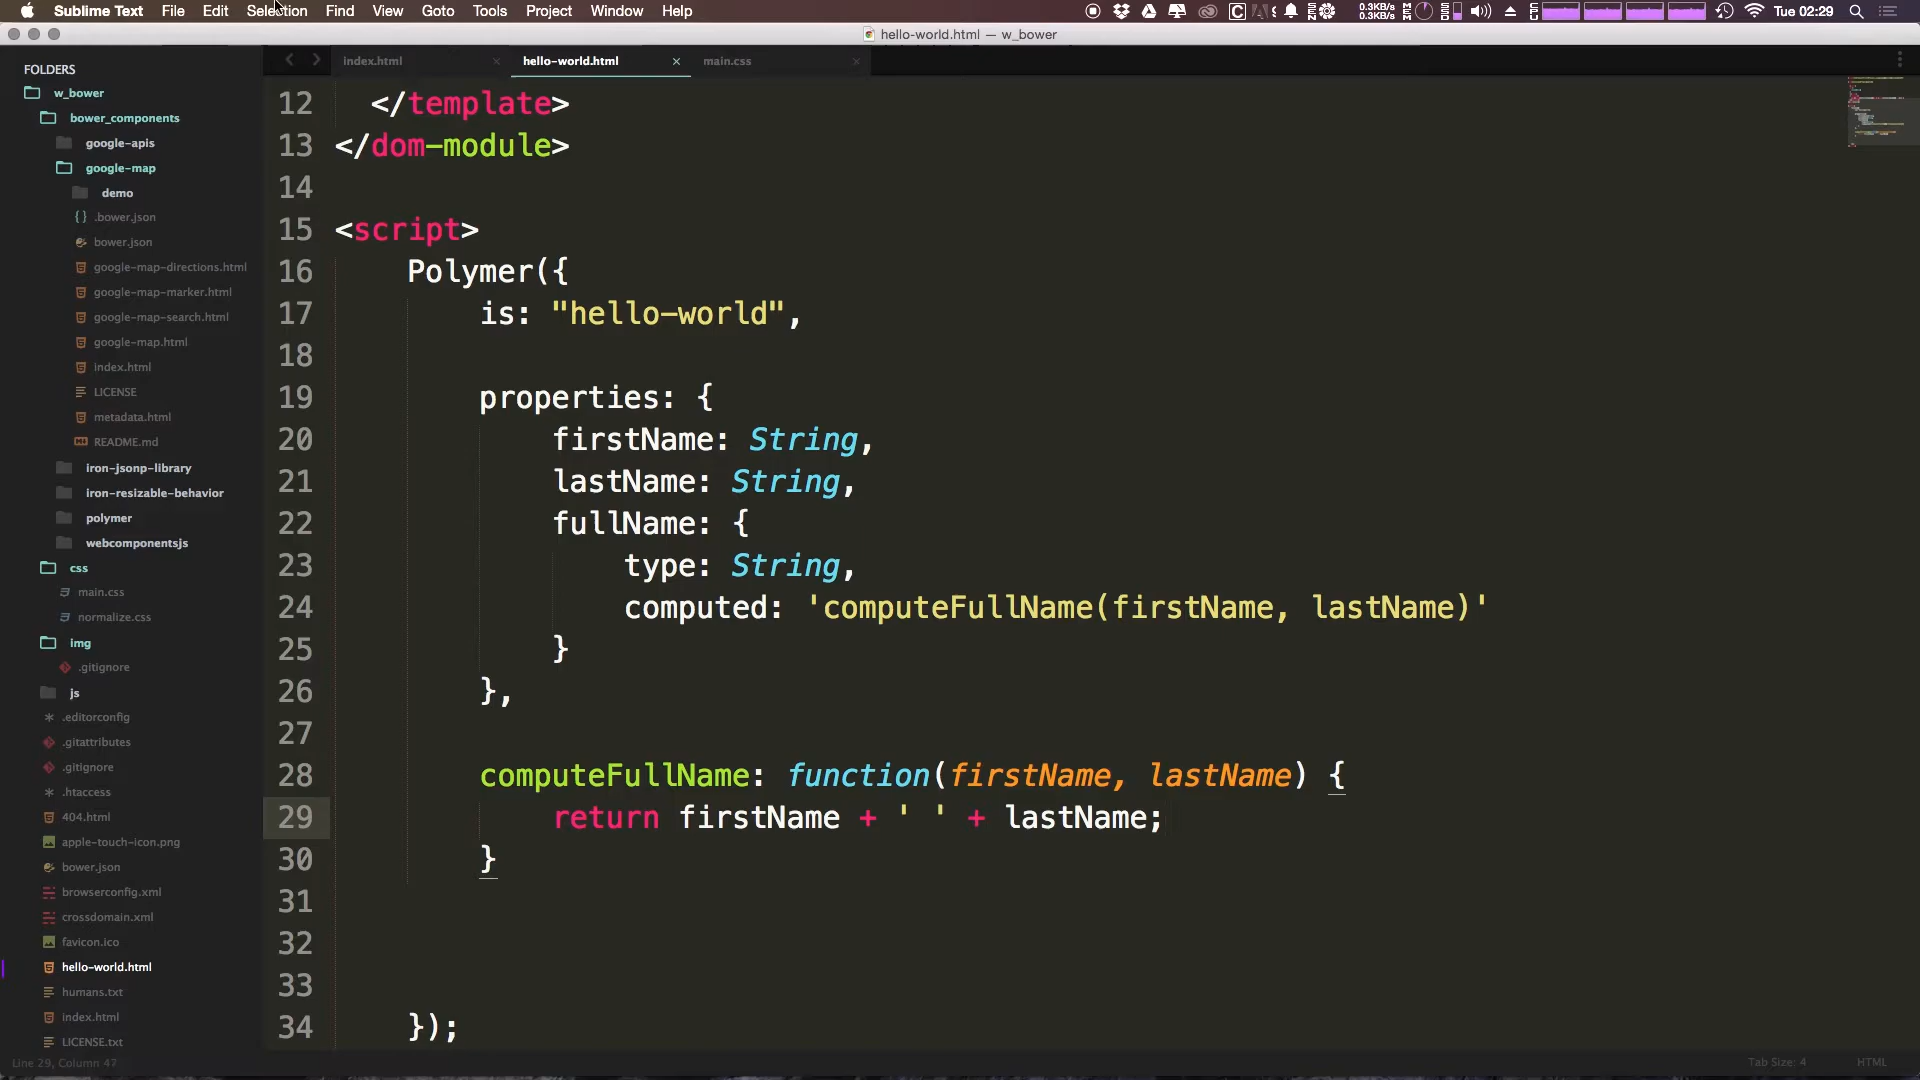 Sublime Text File Edit Selection Find View Goto Tools Project Window Help 0.3KB/s 0.3KB/s Tue 02:29
hello-world.html — w_bower
FOLDERS
w_bower
bower_components
google-apis
google-map
demo
.bower.json
bower.json
google-map-directions.html
google-map-marker.html
google-map-search.html
google-map.html
index.html
LICENSE
metadata.html
README.md
iron-jsonp-library
iron-resizable-behavior
polymer
webcomponentsjs
css
main.css
normalize.css
img
.gitignore
js
.editorconfig
.gitattributes
.gitignore
.htaccess
404.html
apple-touch-icon.png
bower.json
browserconfig.xml
crossdomain.xml
favicon.ico
hello-world.html
humans.txt
index.html
LICENSE.txt
index.html hello-world.html main.css
12 </template>
13 </dom-module>
14
15 <script>
16 Polymer({
17 is: "hello-world",
18
19 properties: {
20 firstName: String,
21 lastName: String,
22 fullName: {
23 type: String,
24 computed: 'computeFullName(firstName, lastName)'
25 }
26 },
27
28 computeFullName: function(firstName, lastName) {
29 return firstName + ' ' + lastName;
30 }
31
32
33
34 });
Line 29, Column 47 Tab Size: 4 HTML